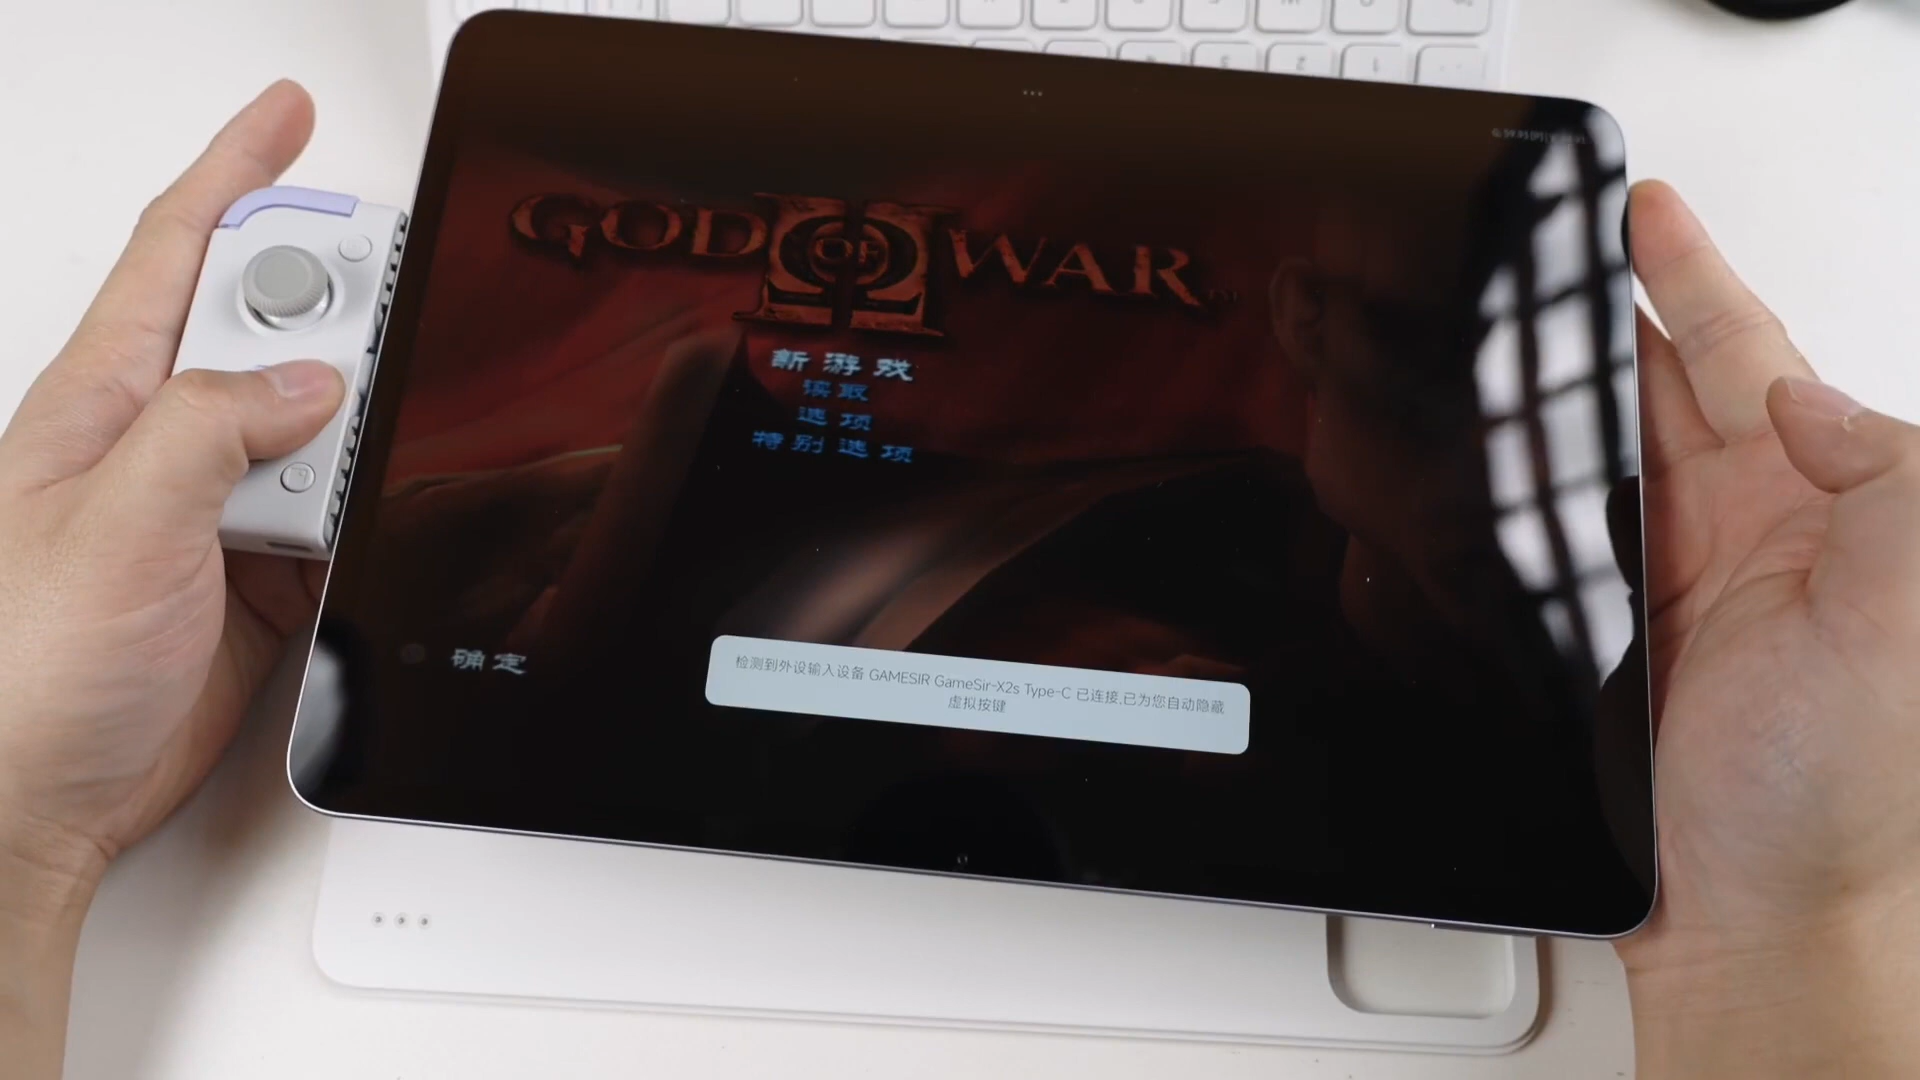 GOD OF WAR
II
新游戏
读取
选项
特别选项
确定
检测到外设输入设备 GAMESIR GameSir-X2s Type-C 已连接,已为您自动隐藏
虚拟按键